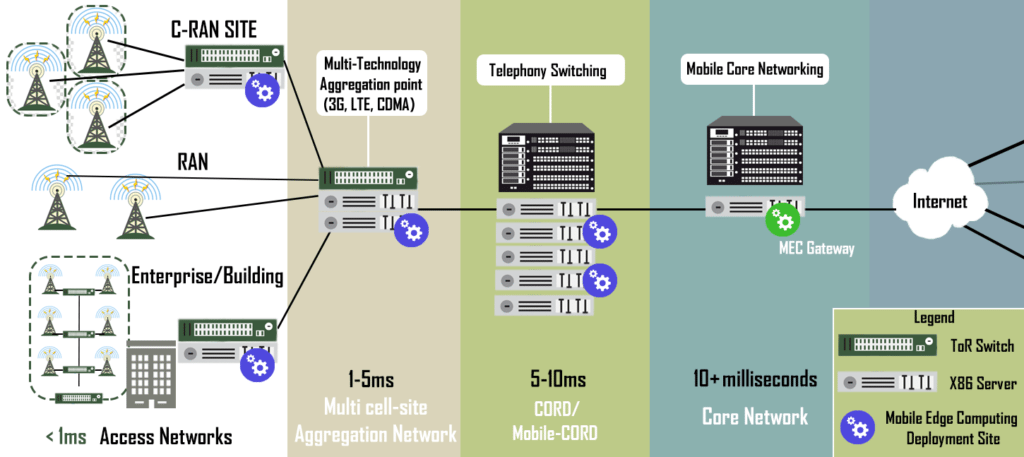 C-RAN SITE
Multi-Technology
Aggregation point
(3G, LTE, CDMA)
Telephony Switching
Mobile Core Networking
RAN
Internet
MEC Gateway
Enterprise/Building
Legend
ToR Switch
X86 Server
Mobile Edge Computing
Deployment Site
1-5ms
Multi cell-site
Aggregation Network
5-10ms
CORD/
Mobile-CORD
10+ milliseconds
Core Network
< 1ms Access Networks